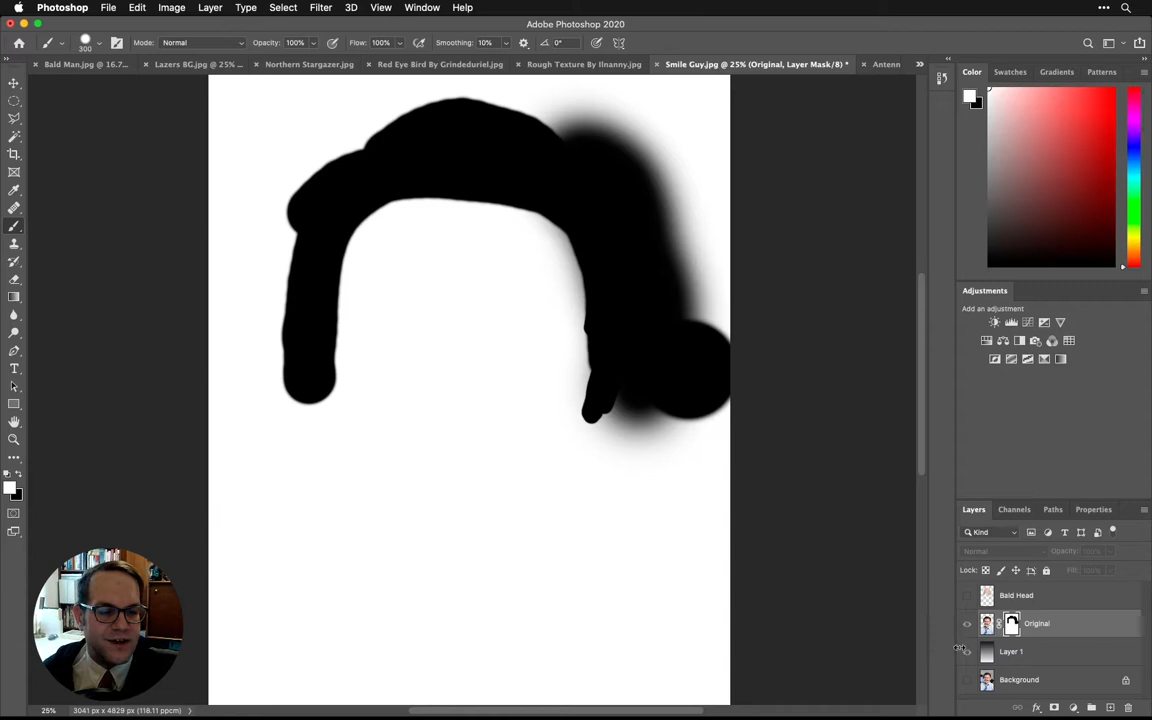 Photoshop File Edit Image Layer Type Select Filter 3D View Window Help
Adobe Photoshop 2020
300 Mode: Normal Opacity: 100% Flow: 100% Smoothing: 10% 0°
Bald Man.jpg @ 16.7... Lazers BG.jpg @ 25% ... Northern Stargazer.jpg Red Eye Bird By Grindeduriel.jpg Rough Texture By Ilnanny.jpg Smile Guy.jpg @ 25% (Original, Layer Mask/8) * Antenn
Color Swatches Gradients Patterns
Adjustments
Add an adjustment
Layers Channels Paths Properties
Kind
Normal Opacity: 100%
Lock: Fill: 100%
Bald Head
Original
Layer 1
Background
25% 3041 px x 4829 px (118.11 ppcm)